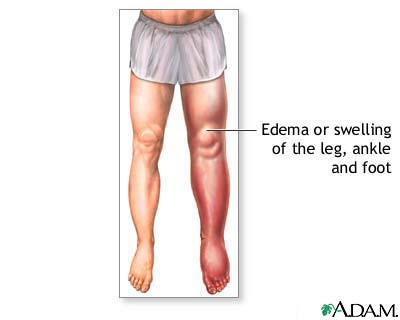 Edema or swelling
of the leg, ankle
and foot
A.D.A.M.